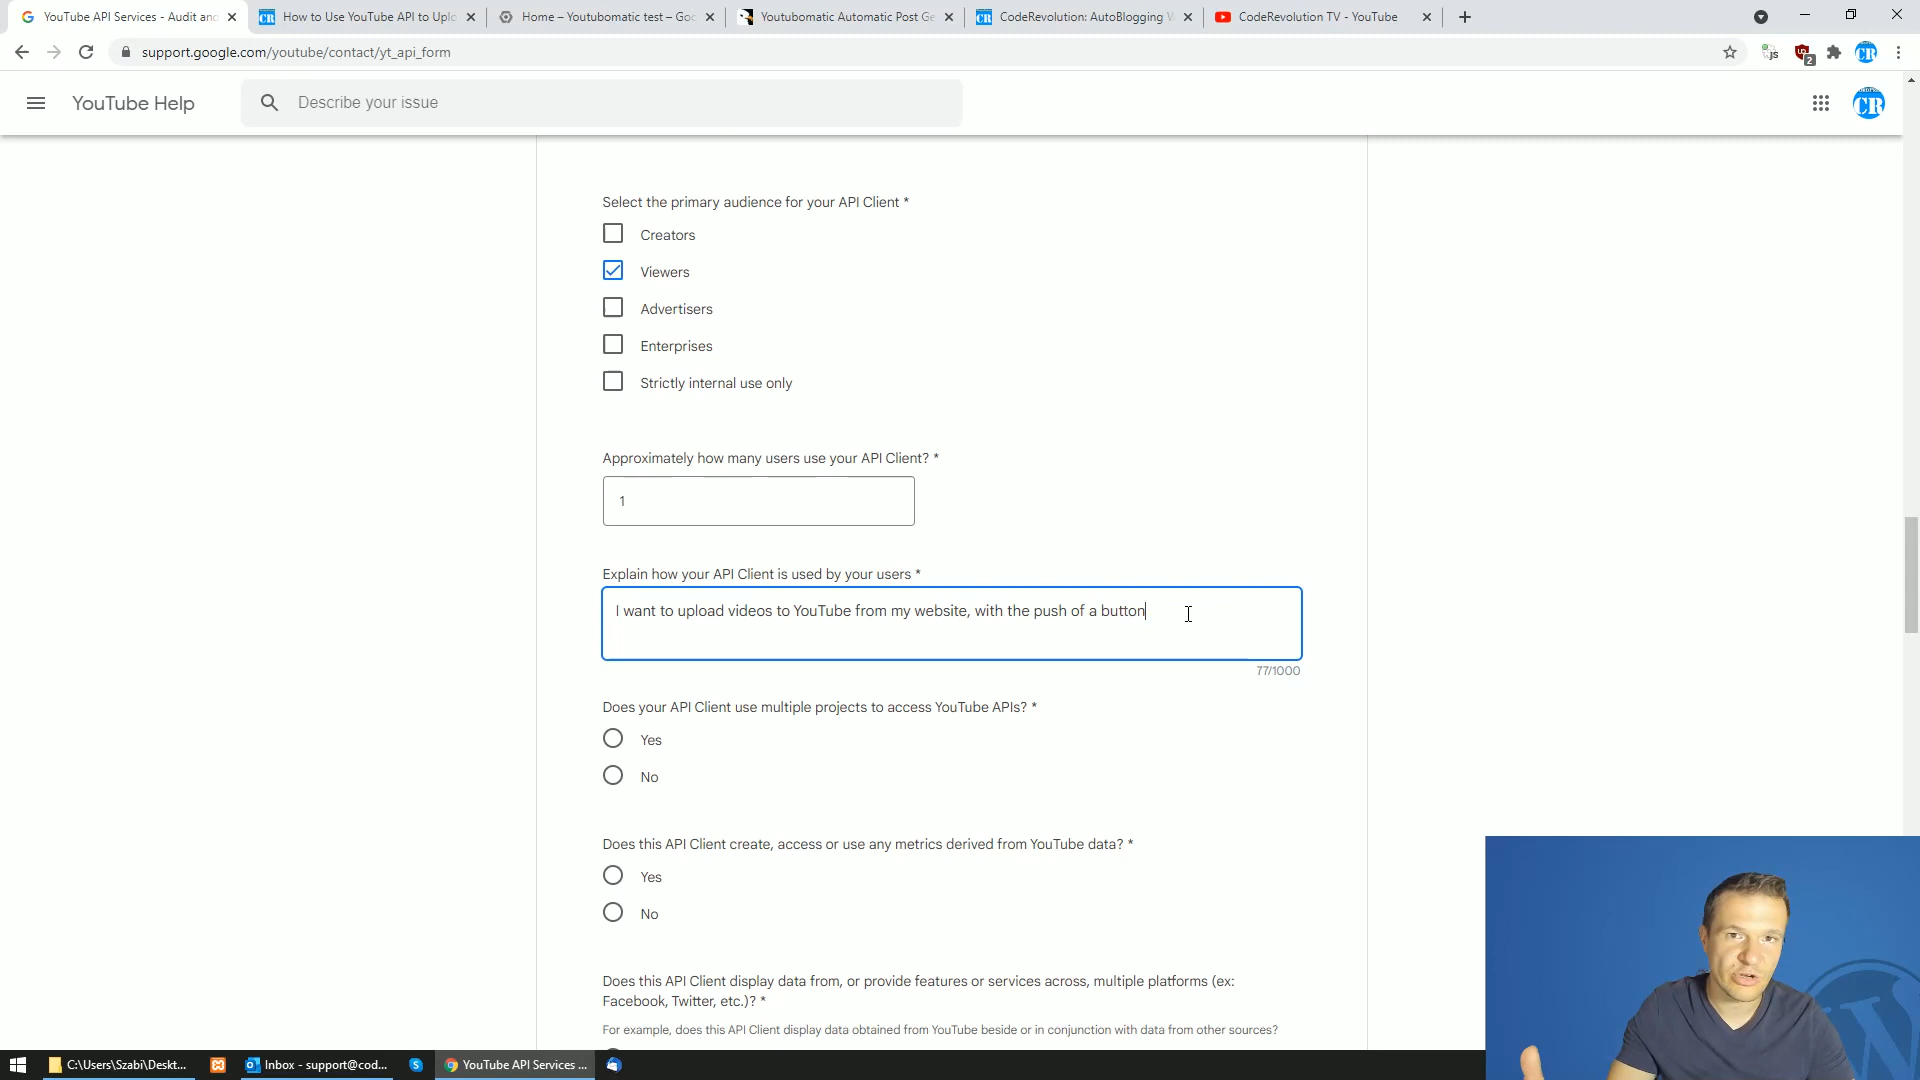 YouTube API Services - Audit and
How to Use YouTube API to Uplo
Home – Youtubomatic test – Goo
Youtubomatic Automatic Post Ge
CodeRevolution: AutoBlogging W
CodeRevolution TV - YouTube
support.google.com/youtube/contact/yt_api_form
JS
2
CR
YouTube Help
Describe your issue
CR
Select the primary audience for your API Client *
Creators
Viewers
Advertisers
Enterprises
Strictly internal use only
Approximately how many users use your API Client? *
1
Explain how your API Client is used by your users *
I want to upload videos to YouTube from my website, with the push of a button
77/1000
Does your API Client use multiple projects to access YouTube APIs? *
Yes
No
Does this API Client create, access or use any metrics derived from YouTube data? *
Yes
No
Does this API Client display data from, or provide features or services across, multiple platforms (ex:
Facebook, Twitter, etc.)? *
For example, does this API Client display data obtained from YouTube beside or in conjunction with data from other sources?
C:\Users\Szabi\Deskt...
Inbox - support@cod...
YouTube API Services ...